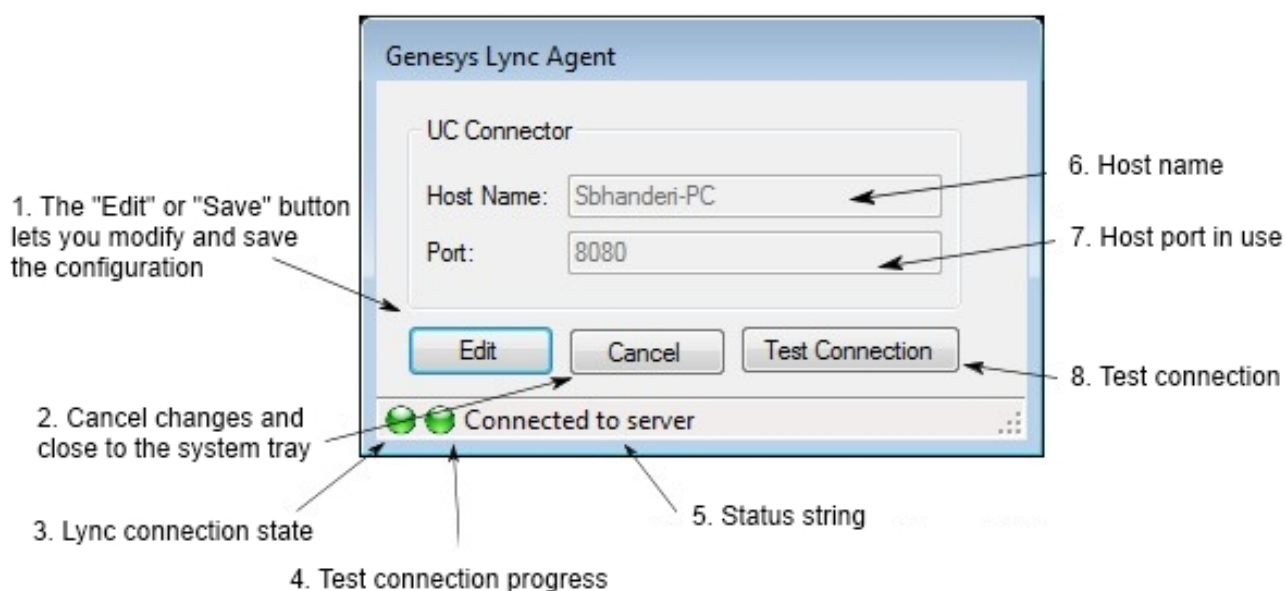 Genesys Lync Agent
UC Connector
Host Name: Sbhanderi-PC
Port: 8080
Edit Cancel Test Connection
Connected to server
1. The "Edit" or "Save" button
lets you modify and save
the configuration
2. Cancel changes and
close to the system tray
3. Lync connection state
4. Test connection progress
5. Status string
6. Host name
7. Host port in use
8. Test connection